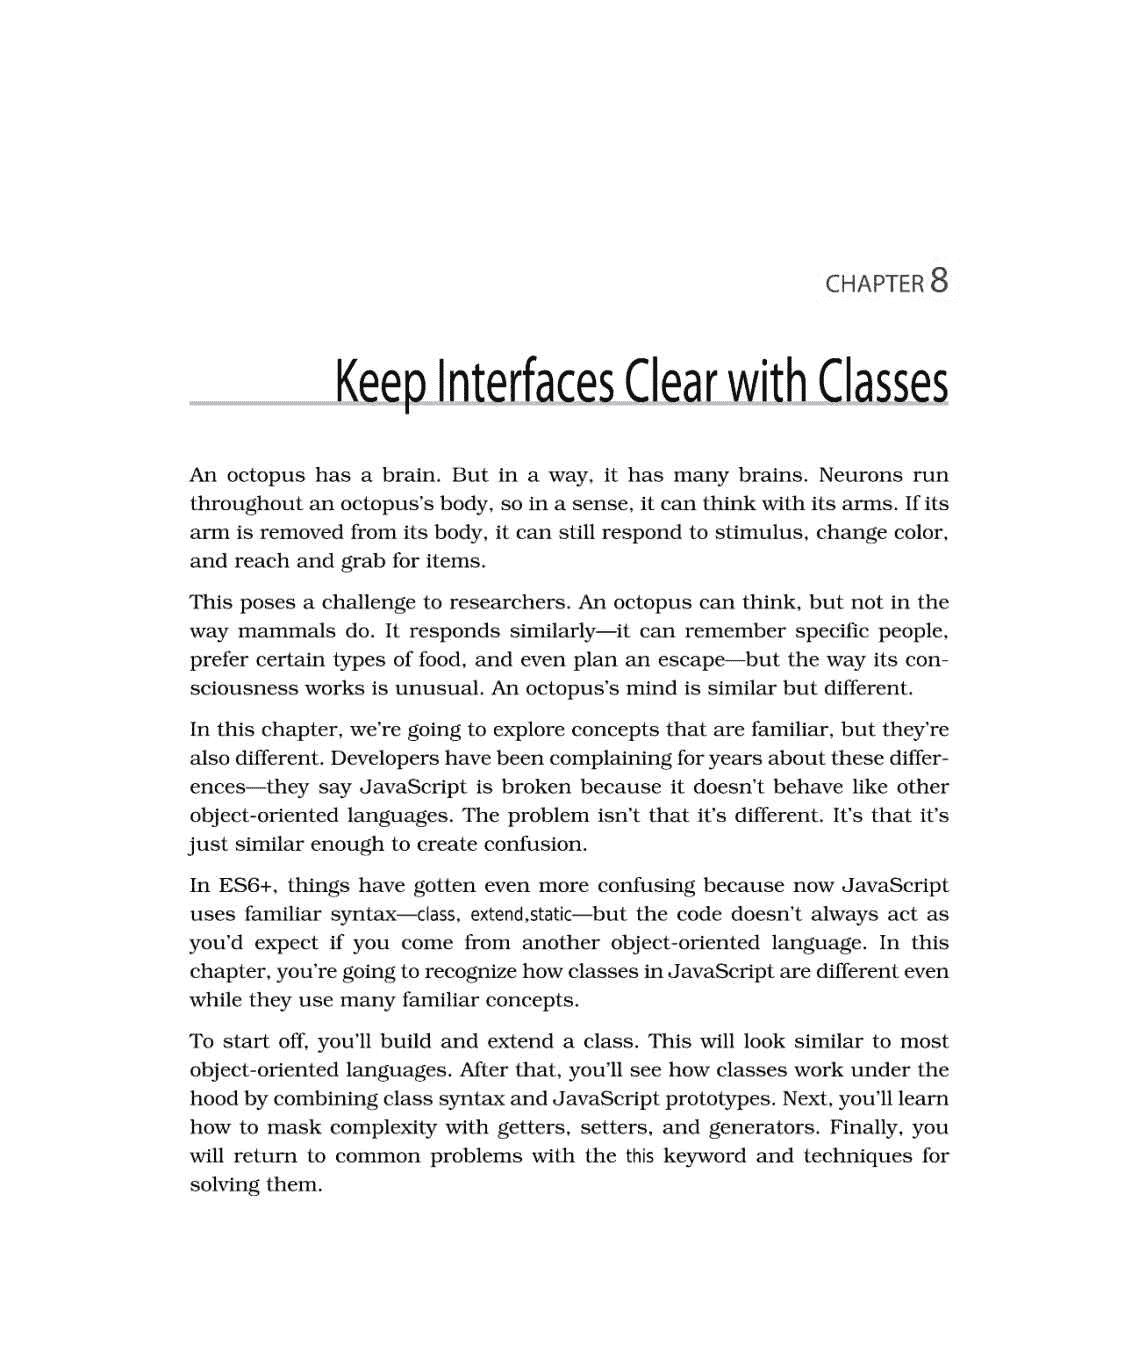 CHAPTER 8
Keep Interfaces Clear with Classes
An octopus has a brain. But in a way, it has many brains. Neurons run
throughout an octopus's body, so in a sense, it can think with its arms. If its
arm is removed from its body, it can still respond to stimulus, change color,
and reach and grab for items.
This poses a challenge to researchers. An octopus can think, but not in the
way mammals do. It responds similarly—it can remember specific people,
prefer certain types of food, and even plan an escape—but the way its con-
sciousness works is unusual. An octopus's mind is similar but different.
In this chapter, we're going to explore concepts that are familiar, but they're
also different. Developers have been complaining for years about these differ-
ences—they say JavaScript is broken because it doesn't behave like other
object-oriented languages. The problem isn't that it's different. It's that it's
just similar enough to create confusion.
In ES6+, things have gotten even more confusing because now JavaScript
uses familiar syntax—class, extend,static—but the code doesn't always act as
you'd expect if you come from another object-oriented language. In this
chapter, you're going to recognize how classes in JavaScript are different even
while they use many familiar concepts.
To start off, you'll build and extend a class. This will look similar to most
object-oriented languages. After that, you'll see how classes work under the
hood by combining class syntax and JavaScript prototypes. Next, you'll learn
how to mask complexity with getters, setters, and generators. Finally, you
will return to common problems with the this keyword and techniques for
solving them.